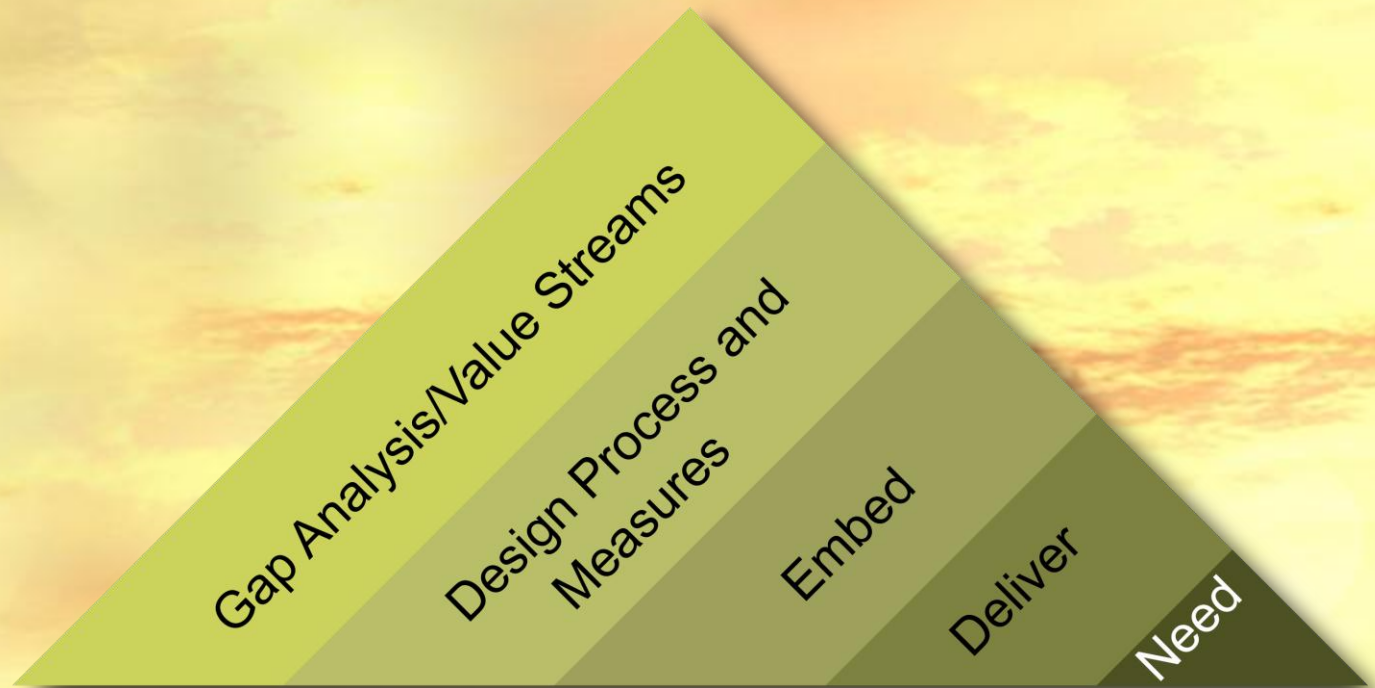 Gap Analysis/Value Streams
Design Process and
Measures
Embed
Deliver
Need